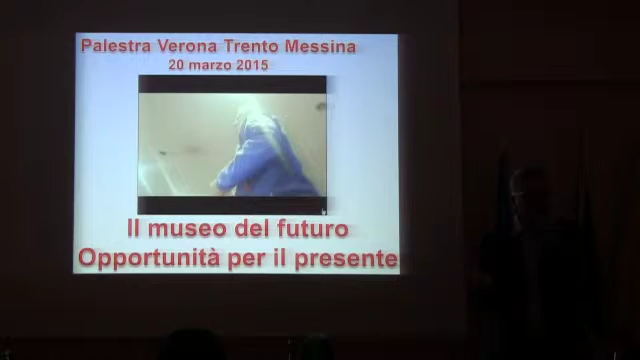 Palestra Verona Trento Messina
20 marzo 2015
Il museo del futuro
Opportunità per il presente